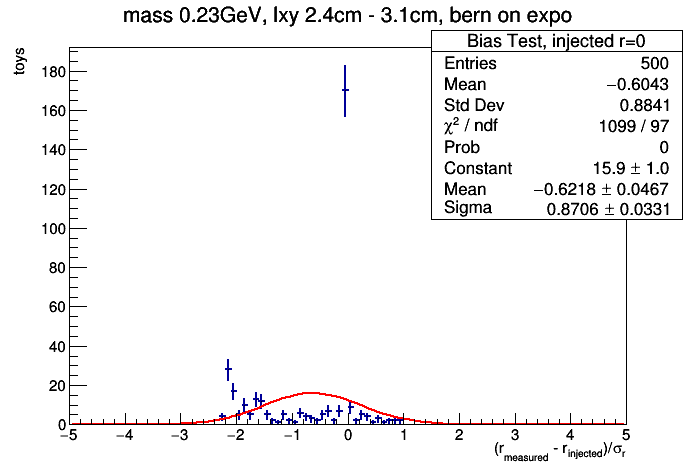 mass 0.23GeV, lxy 2.4cm - 3.1cm, bern on expo
toys
Bias Test, injected r=0
Entries 500
Mean −0.6043
Std Dev 0.8841
χ² / ndf 1099 / 97
Prob 0
Constant 15.9 ± 1.0
Mean −0.6218 ± 0.0467
Sigma 0.8706 ± 0.0331
180
160
140
120
100
80
60
40
20
0
−5 −4 −3 −2 −1 0 1 2 3 4 5
(r_measured - r_injected)/σ_r